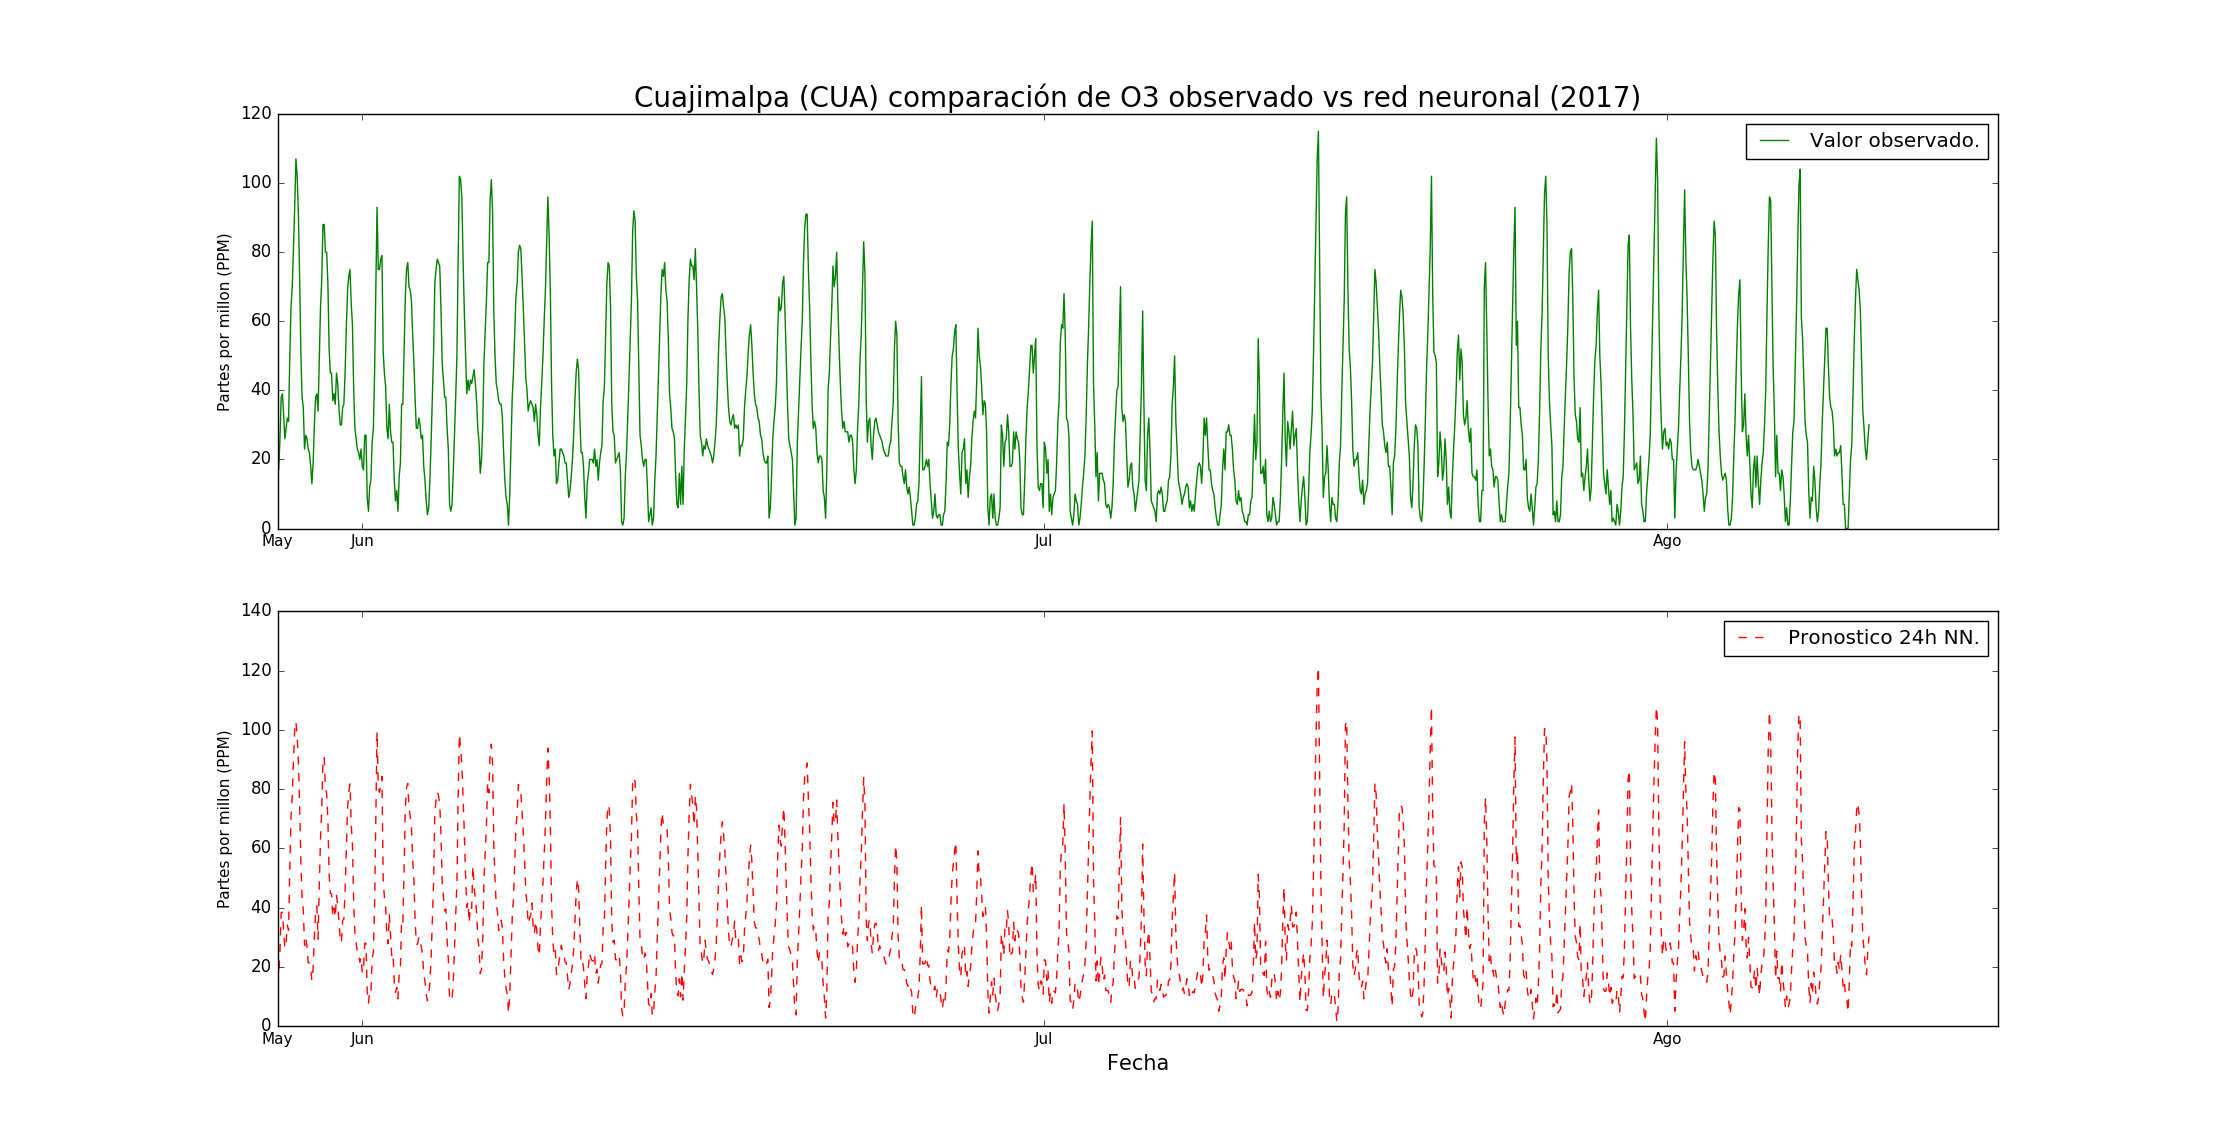 Cuajimalpa (CUA) comparación de O3 observado vs red neuronal (2017)
120
100
80
60
40
20
0
Partes por millon (PPM)
Valor observado.
May Jun Jul Ago
140
120
100
80
60
40
20
0
Partes por millon (PPM)
Pronostico 24h NN.
May Jun Jul Ago
Fecha